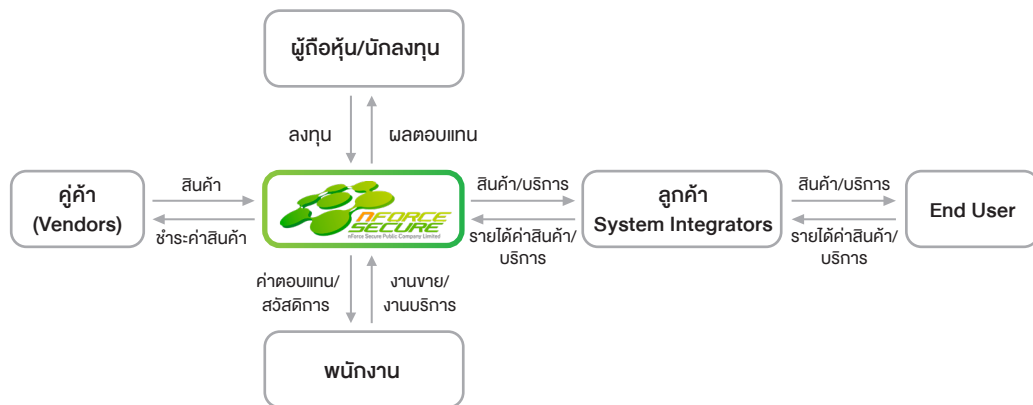 ผู้ถือหุ้น/นักลงทุน
ลงทุน
ผลตอบแทน
คู่ค้า
(Vendors)
สินค้า
ชำระค่าสินค้า
nFORCE
SECURE
nForce Secure Public Company Limited
สินค้า/บริการ
รายได้ค่าสินค้า/
บริการ
ลูกค้า
System Integrators
สินค้า/บริการ
รายได้ค่าสินค้า/
บริการ
End User
ค่าตอบแทน/
สวัสดิการ
งานขาย/
งานบริการ
พนักงาน